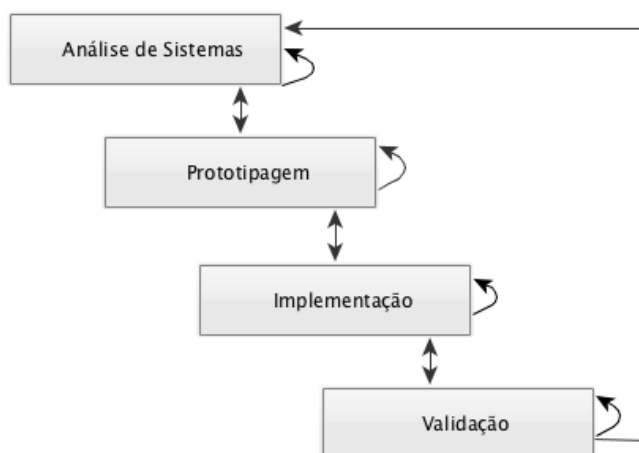 Análise de Sistemas
Prototipagem
Implementação
Validação